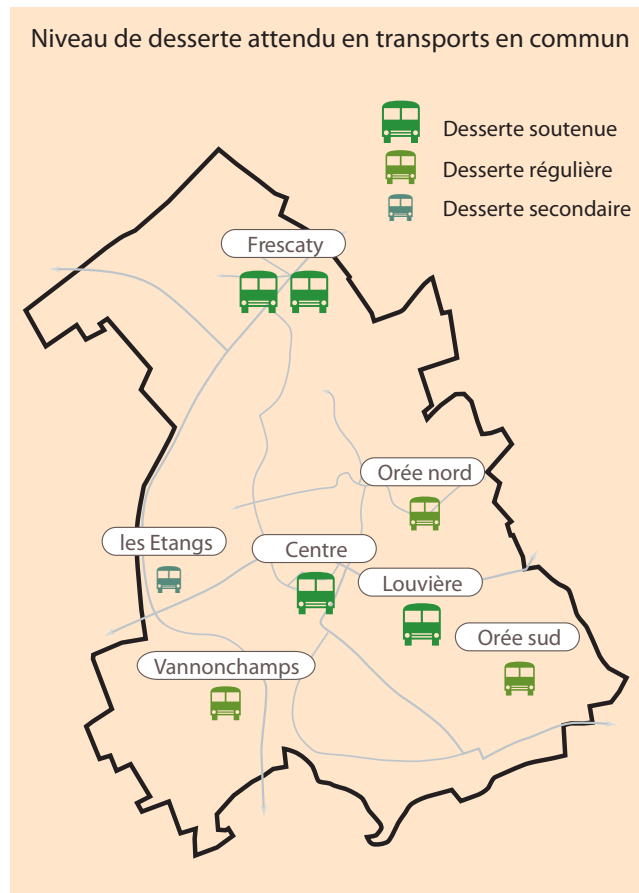 Niveau de desserte attendu en transports en commun
Desserte soutenue
Desserte régulière
Desserte secondaire
Frescaty
Orée nord
les Etangs
Centre
Louvière
Orée sud
Vannonchamps